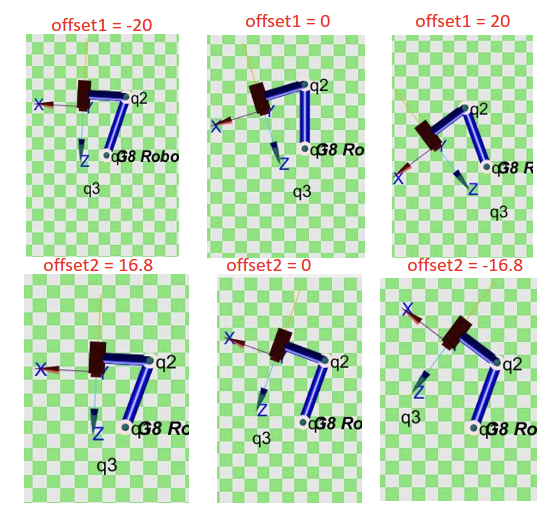 offset1 = -20
offset1 = 0
offset1 = 20
X
Y
q2
Z
q
G8 Robo
q3
X
q2
Z
q
G8 Ro
q3
X
Y
q2
Z
q
G8 R
q3
offset2 = 16.8
offset2 = 0
offset2 = -16.8
X
Y
q2
Z
q
G8 Ro
q3
X
q2
Z
q
G8 Ro
q3
X
q2
Z
q
G8 Ro
q3